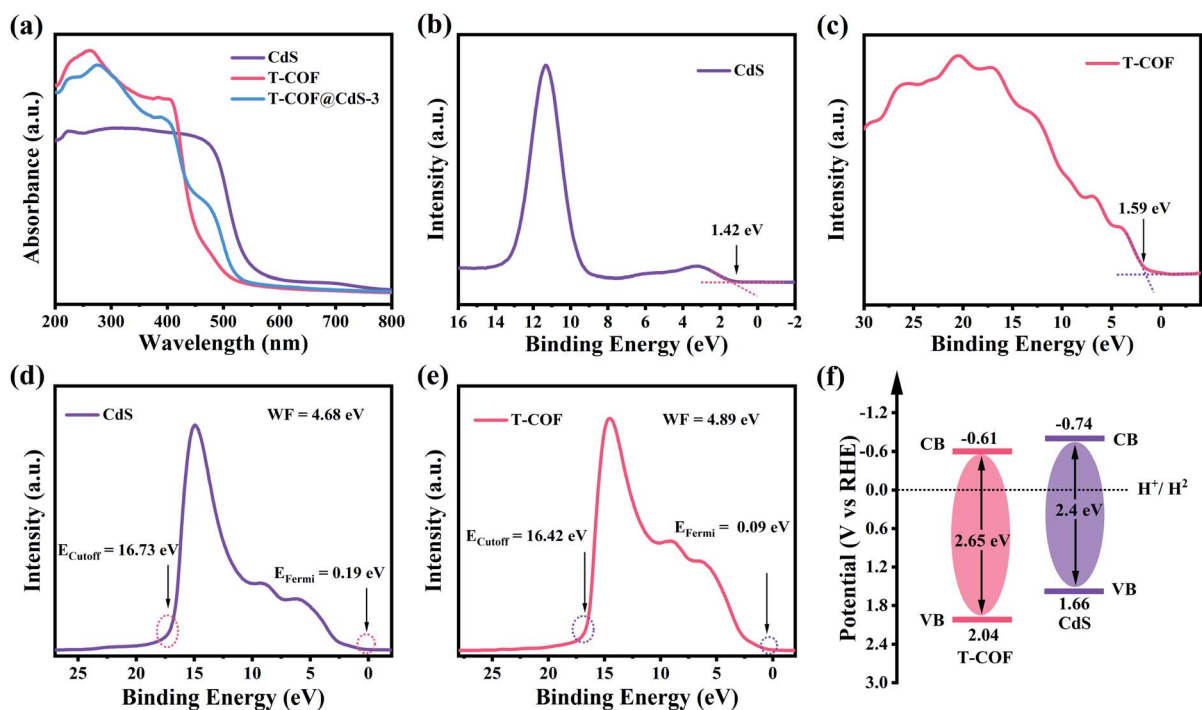 (a)
CdS
T-COF
T-COF@CdS-3
Absorbance (a.u.)
200 300 400 500 600 700 800
Wavelength (nm)
(b)
CdS
1.42 eV
Intensity (a.u.)
16 14 12 10 8 6 4 2 0 -2
Binding Energy (eV)
(c)
T-COF
1.59 eV
Intensity (a.u.)
30 25 20 15 10 5 0
Binding Energy (eV)
(d)
CdS
WF = 4.68 eV
E_Cutoff = 16.73 eV
E_Fermi = 0.19 eV
Intensity (a.u.)
25 20 15 10 5 0
Binding Energy (eV)
(e)
T-COF
WF = 4.89 eV
E_Cutoff = 16.42 eV
E_Fermi = 0.09 eV
Intensity (a.u.)
25 20 15 10 5 0
Binding Energy (eV)
(f)
Potential (V vs RHE)
-1.2
-0.6
0.0
0.6
1.2
1.8
2.4
3.0
CB
-0.61
-0.74
CB
H⁺/ H²
2.65 eV
2.4 eV
VB
2.04
T-COF
VB
1.66
CdS